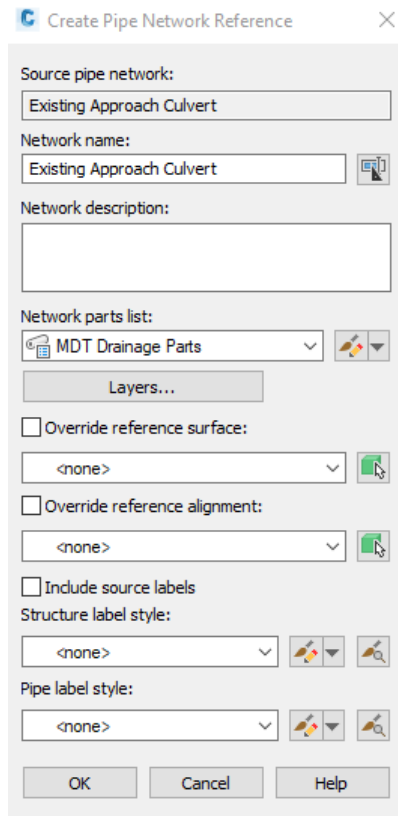 C Create Pipe Network Reference
Source pipe network:
Existing Approach Culvert
Network name:
Existing Approach Culvert
Network description:
Network parts list:
MDT Drainage Parts
Layers...
Override reference surface:
<none>
Override reference alignment:
<none>
Include source labels
Structure label style:
<none>
Pipe label style:
<none>
OK Cancel Help